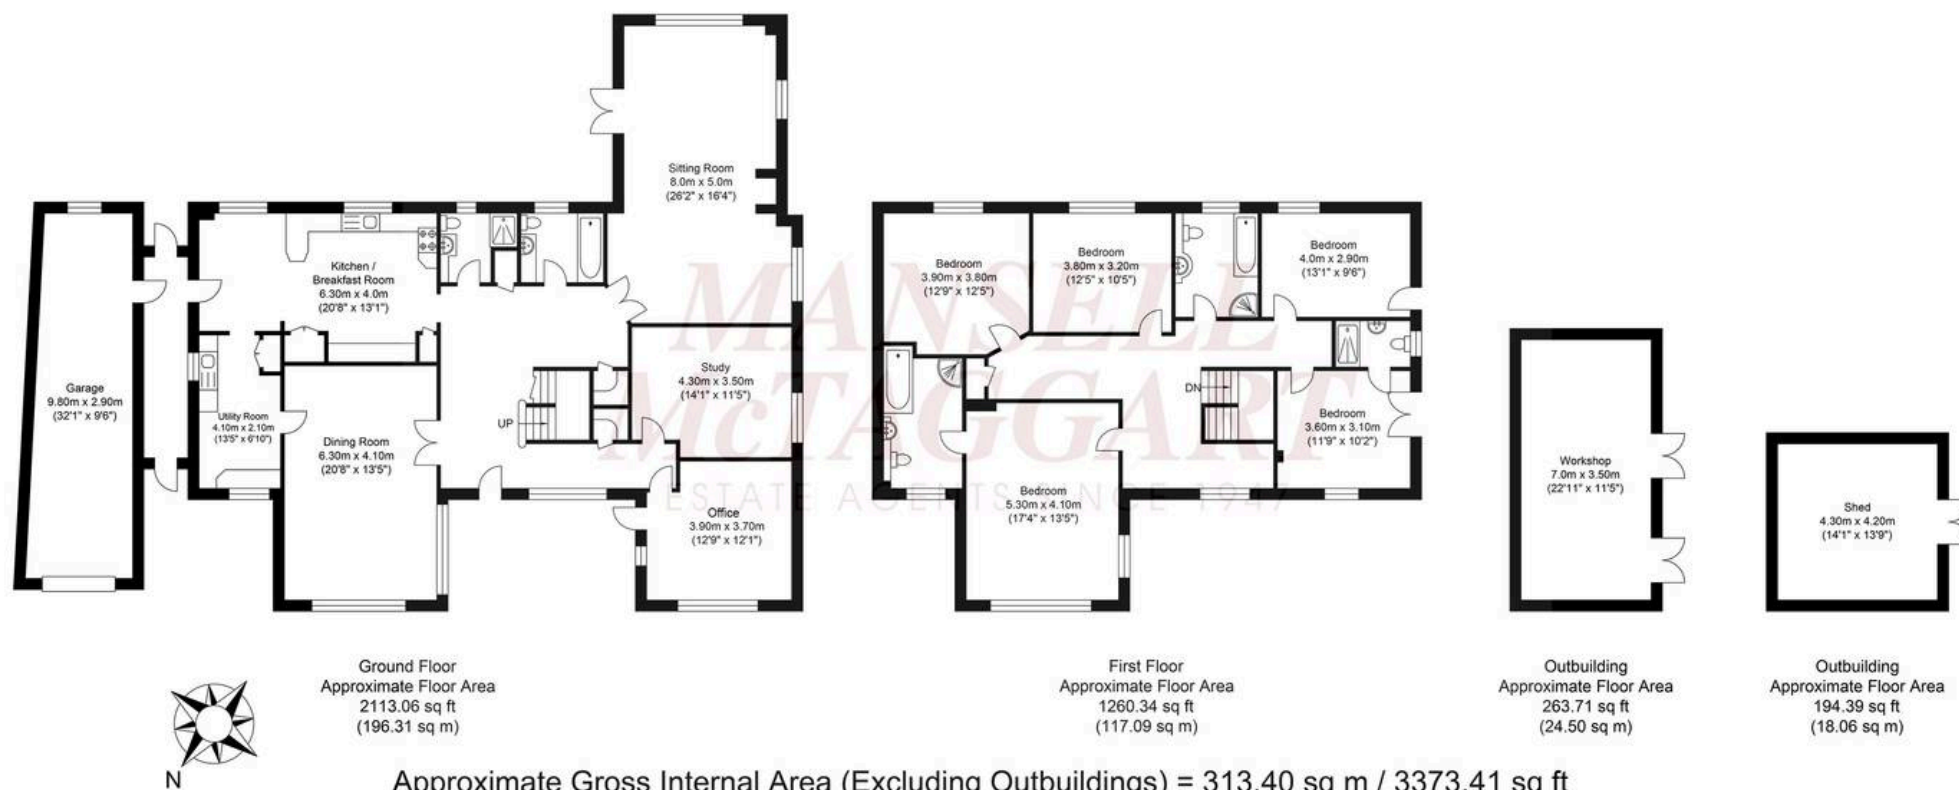 Sitting Room
8.0m x 5.0m
(26'2" x 16'4")
Kitchen /
Breakfast Room
6.30m x 4.0m
(20'8" x 13'1")
Garage
9.80m x 2.90m
(32'1" x 9'6")
Utility Room
4.10m x 2.10m
(13'5" x 6'10")
Dining Room
6.30m x 4.10m
(20'8" x 13'5")
UP
Study
4.30m x 3.50m
(14'1" x 11'5")
Office
3.90m x 3.70m
(12'9" x 12'1")
Bedroom
3.90m x 3.80m
(12'9" x 12'5")
Bedroom
3.80m x 3.20m
(12'5" x 10'5")
Bedroom
4.0m x 2.90m
(13'1" x 9'6")
DN
Bedroom
3.60m x 3.10m
(11'9" x 10'2")
Bedroom
5.30m x 4.10m
(17'4" x 13'5")
Workshop
7.0m x 3.50m
(22'11" x 11'5")
Shed
4.30m x 4.20m
(14'1" x 13'9")
MANSELL
McTAGGART
ESTATE AGENTS SINCE 1947
Ground Floor
Approximate Floor Area
2113.06 sq ft
(196.31 sq m)
First Floor
Approximate Floor Area
1260.34 sq ft
(117.09 sq m)
Outbuilding
Approximate Floor Area
263.71 sq ft
(24.50 sq m)
Outbuilding
Approximate Floor Area
194.39 sq ft
(18.06 sq m)
N
Approximate Gross Internal Area (Excluding Outbuildings) = 313.40 sq m / 3373.41 sq ft